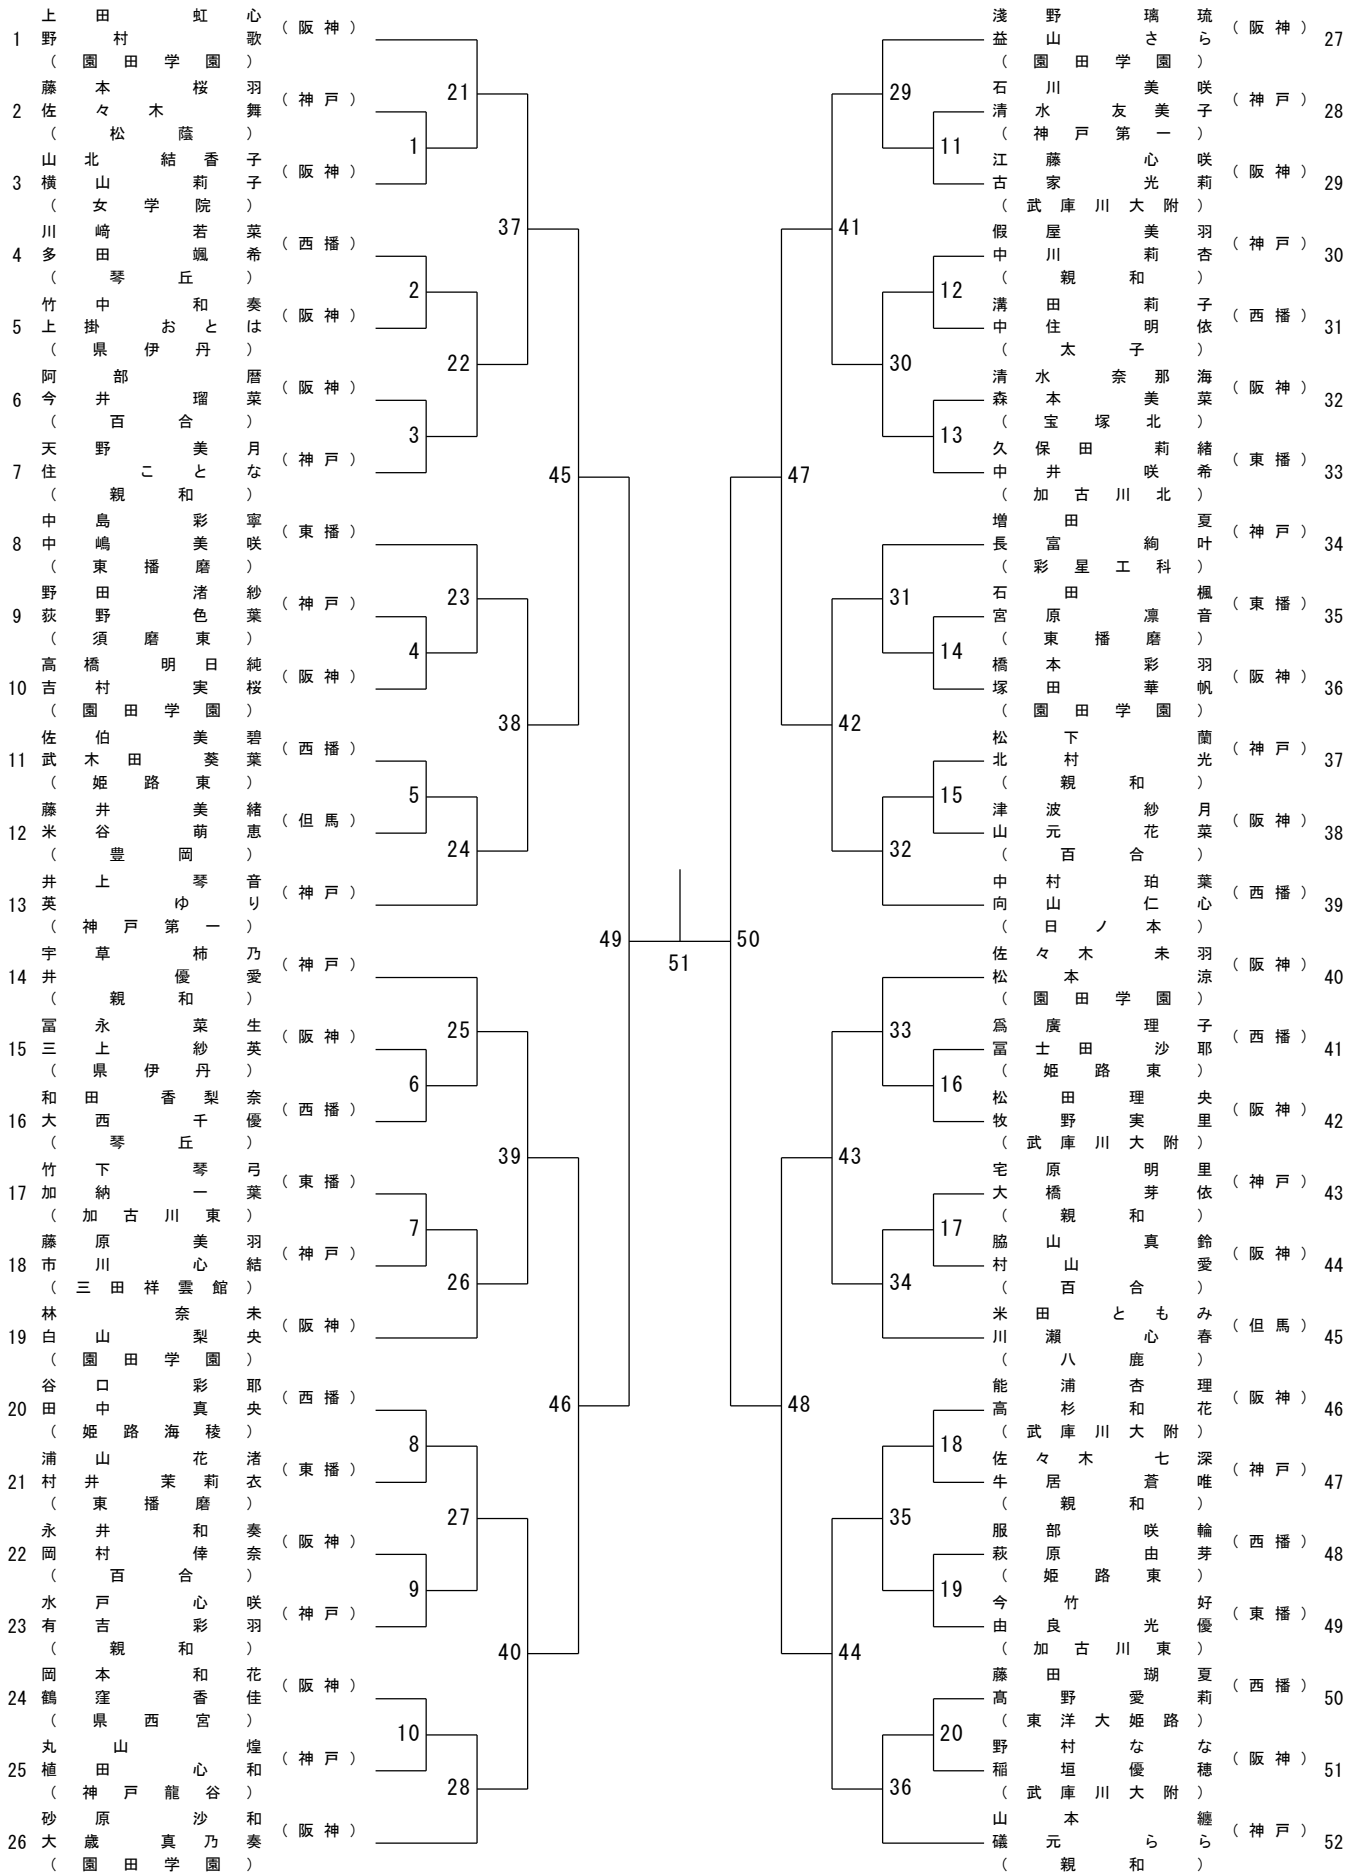 上田 虹心 (阪神)
1 野村 歌
(園田学園)
藤本 桜羽 (神戸)
2 佐々木 舞
(松蔭)
山北 結香子 (阪神)
3 横山 莉子
(女学院)
川﨑 若菜 (西播)
4 多田 颯希
(琴丘)
竹中 和奏 (阪神)
5 上掛 おとは
(県伊丹)
阿部 暦 (阪神)
6 今井 瑠菜
(百合)
天野 美月 (神戸)
7 住 ことな
(親和)
中島 彩寧 (東播)
8 中嶋 美咲
(東播磨)
野田 渚紗 (神戸)
9 荻野 色葉
(須磨東)
高橋 明日純 (阪神)
10 吉村 実桜
(園田学園)
佐伯 美碧 (西播)
11 武木田 葵葉
(姫路東)
藤井 美緒 (但馬)
12 米谷 萌恵
(豊岡)
井上 琴音 (神戸)
13 英 ゆり
(神戸第一)
宇草 柿乃 (神戸)
14 井 優愛
(親和)
冨永 菜生 (阪神)
15 三上 紗英
(県伊丹)
和田 香梨奈 (西播)
16 大西 千優
(琴丘)
竹下 琴弓 (東播)
17 加納 一葉
(加古川東)
藤原 美羽 (神戸)
18 市川 心結
(三田祥雲館)
林 奈未 (阪神)
19 白山 梨央
(園田学園)
谷口 彩耶 (西播)
20 田中 真央
(姫路海稜)
浦山 花渚 (東播)
21 村井 茉莉衣
(東播磨)
永井 和奏 (阪神)
22 岡村 倖奈
(百合)
水戸 心咲 (神戸)
23 有吉 彩羽
(親和)
岡本 和花 (阪神)
24 鶴窪 香佳
(県西宮)
丸山 煌 (神戸)
25 植田 心和
(神戸龍谷)
砂原 沙和 (阪神)
26 大歳 真乃奏
(園田学園)
21
1
37
2
22
3
45
23
4
38
5
24
49
25
6
39
7
26
46
8
27
9
40
10
28
51
50
29
11
41
12
30
13
47
31
14
42
15
32
33
16
43
17
34
48
18
35
19
44
20
36
淺野 璃琉 (阪神)
益山 さら 27
(園田学園)
石川 美咲 (神戸)
清水 友美子 28
(神戸第一)
江藤 心咲 (阪神)
古家 光莉 29
(武庫川大附)
假屋 美羽 (神戸)
中川 莉杏 30
(親和)
溝田 莉子 (西播)
中住 明依 31
(太子)
清水 奈那海 (阪神)
森本 美菜 32
(宝塚北)
久保田 莉緒 (東播)
中井 咲希 33
(加古川北)
増田 夏 (神戸)
長富 絢叶 34
(彩星工科)
石田 楓 (東播)
宮原 凛音 35
(東播磨)
橋本 彩羽 (阪神)
塚田 華帆 36
(園田学園)
松下 蘭 (神戸)
北村 光 37
(親和)
津波 紗月 (阪神)
山元 花菜 38
(百合)
中村 珀葉 (西播)
向山 仁心 39
(日ノ本)
佐々木 未羽 (阪神)
松本 涼 40
(園田学園)
爲廣 理子 (西播)
冨士田 沙耶 41
(姫路東)
松田 理央 (阪神)
牧野 実里 42
(武庫川大附)
宅原 明里 (神戸)
大橋 芽依 43
(親和)
脇山 真鈴 (阪神)
村山 愛 44
(百合)
米田 ともみ (但馬)
川瀬 心春 45
(八鹿)
能浦 杏理 (阪神)
高杉 和花 46
(武庫川大附)
佐々木 七深 (神戸)
牛居 蒼唯 47
(親和)
服部 咲輪 (西播)
萩原 由芽 48
(姫路東)
今竹 好 (東播)
由良 光優 49
(加古川東)
藤田 瑚夏 (西播)
髙野 愛莉 50
(東洋大姫路)
野村 なな (阪神)
稲垣 優穂 51
(武庫川大附)
山本 纏 (神戸)
礒元 らら 52
(親和)